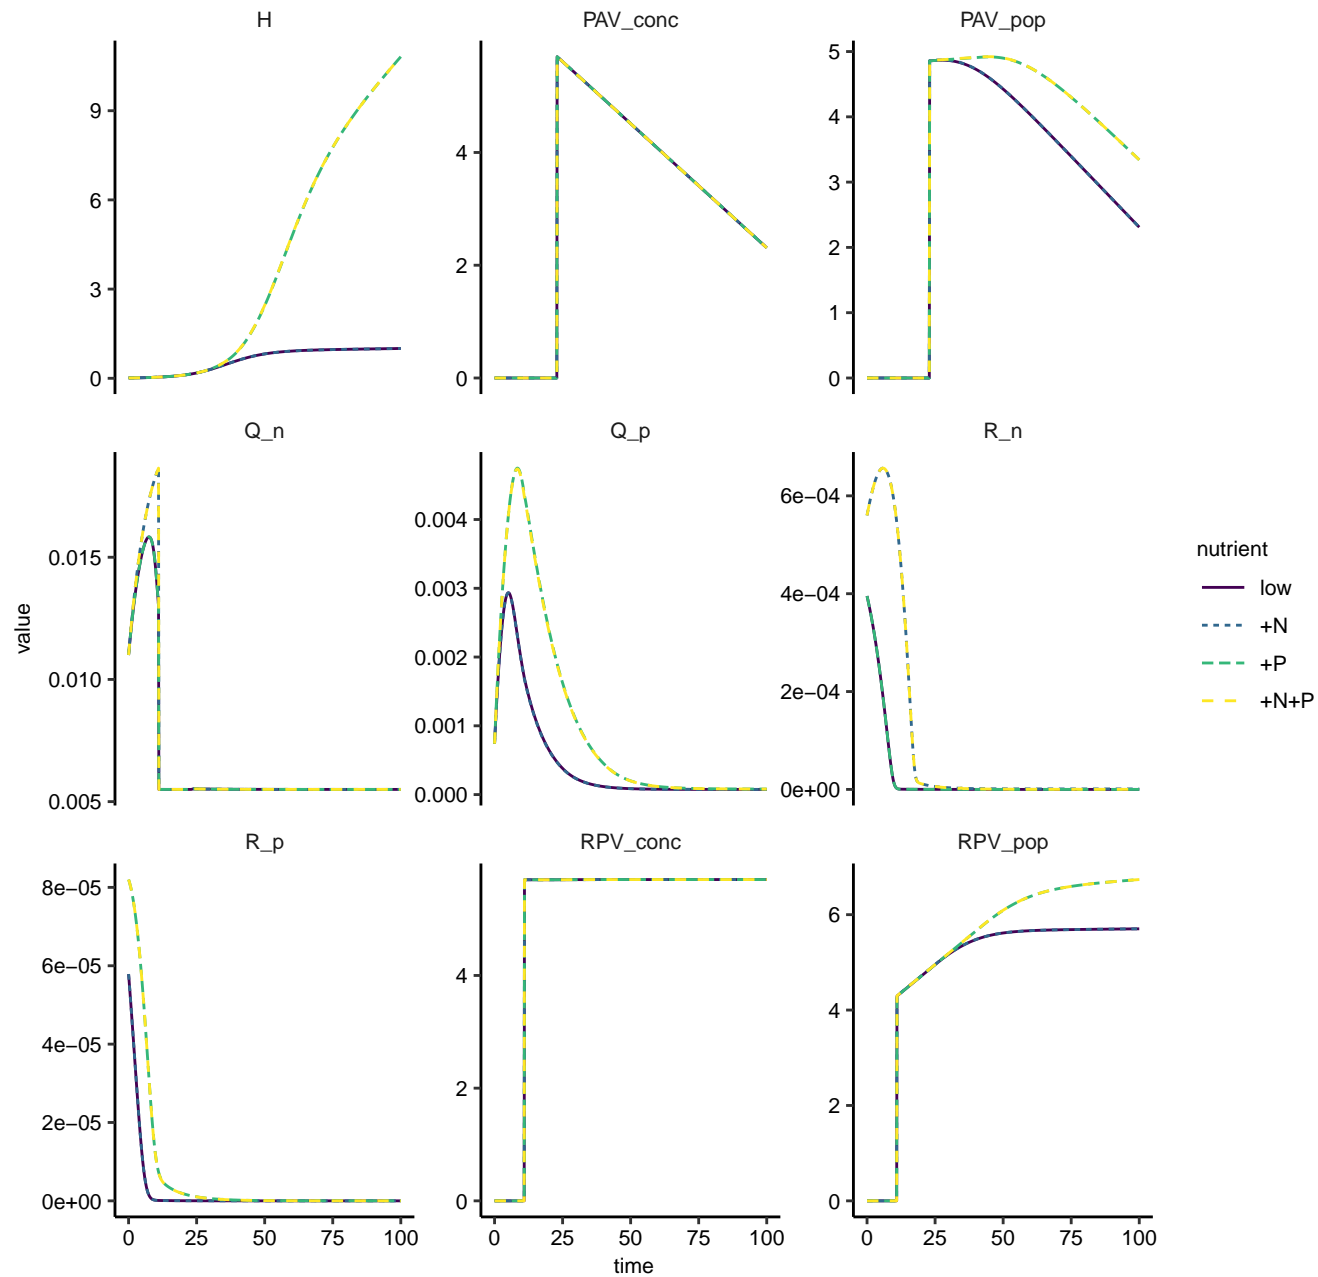 H
PAV_conc
PAV_pop
9
6
3
0
4
2
0
5
4
3
2
1
0
Q_n
Q_p
R_n
0.015
0.010
0.005
0.004
0.003
0.002
0.001
0.000
6e−04
4e−04
2e−04
0e+00
value
nutrient
low
+N
+P
+N+P
R_p
RPV_conc
RPV_pop
8e−05
6e−05
4e−05
2e−05
0e+00
4
2
0
6
4
2
0
0 25 50 75 100
0 25 50 75 100
0 25 50 75 100
time